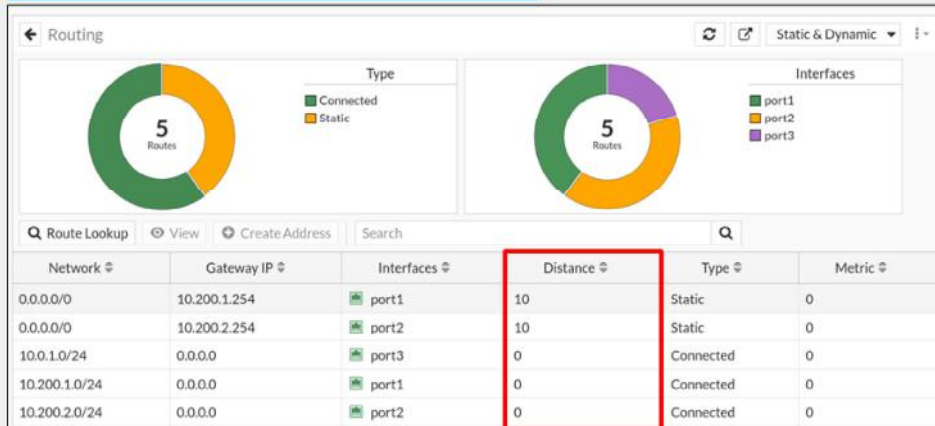 Routing
Static & Dynamic
Type
Connected
Static
5
Routes
Interfaces
port1
port2
port3
5
Routes
Route Lookup View Create Address Search
Network Gateway IP Interfaces Distance Type Metric
0.0.0.0/0 10.200.1.254 port1 10 Static 0
0.0.0.0/0 10.200.2.254 port2 10 Static 0
10.0.1.0/24 0.0.0.0 port3 0 Connected 0
10.200.1.0/24 0.0.0.0 port1 0 Connected 0
10.200.2.0/24 0.0.0.0 port2 0 Connected 0